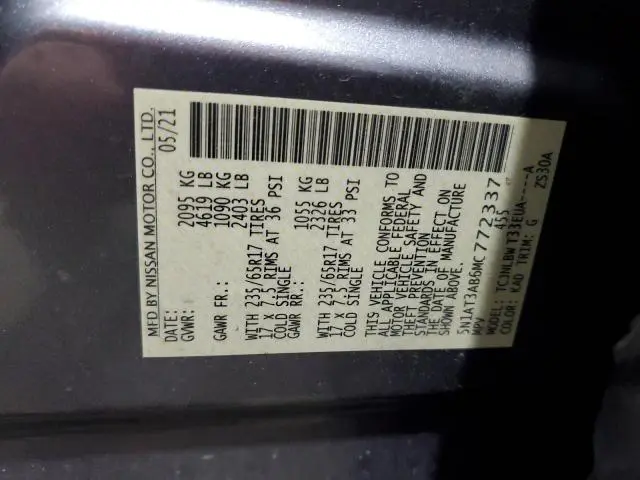 MFD BY NISSAN MOTOR CO., LTD.
DATE: 05/21
GVWR: 2095 KG
4619 LB
GAWR FR.: 1090 KG
2403 LB
WITH 235/65R17 TIRES
17 X 7.5 RIMS AT 36 PSI
COLD SINGLE
GAWR RR.: 1055 KG
2326 LB
WITH 235/65R17 TIRES
17 X 7.5 RIMS AT 33 PSI
COLD SINGLE
THIS VEHICLE CONFORMS TO
ALL APPLICABLE FEDERAL
MOTOR VEHICLE SAFETY AND
THEFT PREVENTION
STANDARDS IN EFFECT ON
THE DATE OF MANUFACTURE
SHOWN ABOVE.
5N1AT3AB6MC772337
MPV 455
MODEL: TCJNLBW T33EUA----A
COLOR: KAD TRIM: G ZS30A